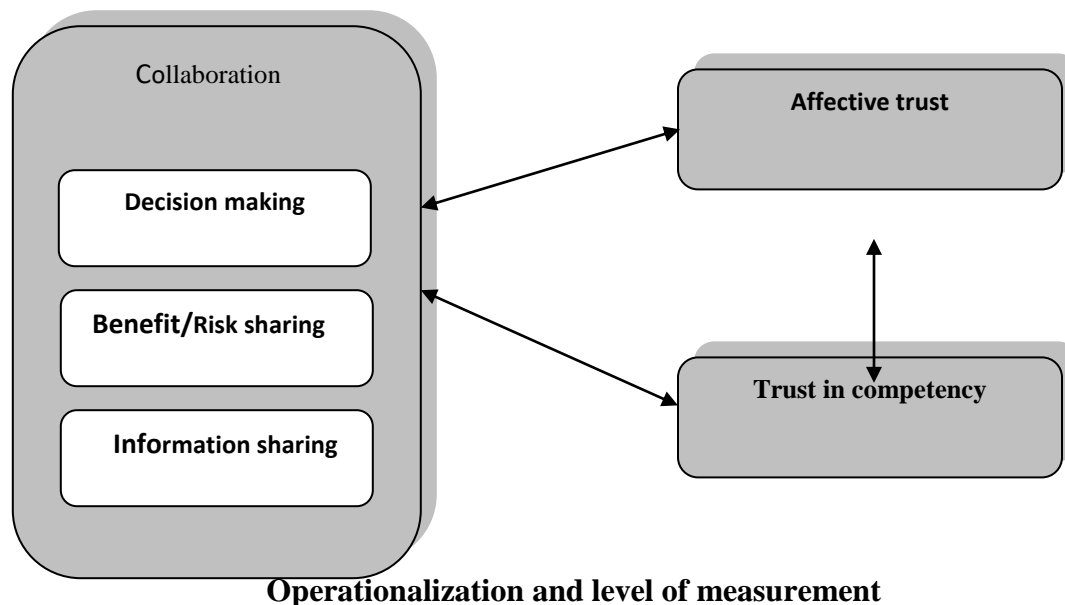 Collaboration
Affective trust
Decision making
Benefit/Risk sharing
Trust in competency
Information sharing
Operationalization and level of measurement